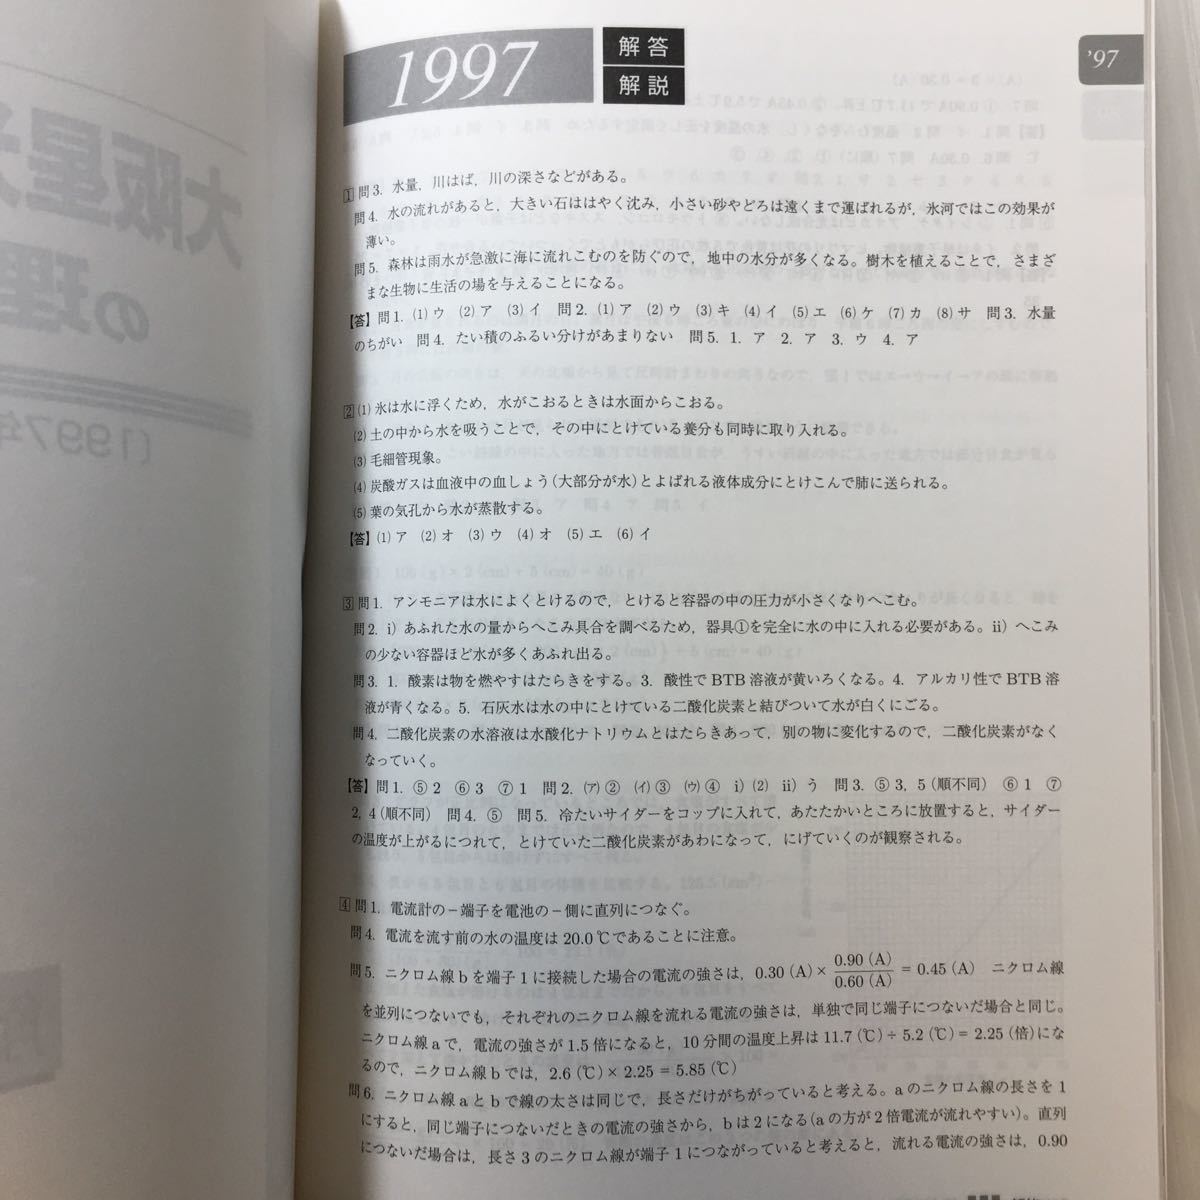 大阪星光
の理
(1997年
1997
解答
解説
'97
1 問3. 水量，川はば，川の深さなどがある。
問4. 水の流れがあると，大きい石ははやく沈み，小さい砂やどろは遠くまで運ばれるが，氷河ではこの効果が
薄い。
問5. 森林は雨水が急激に海に流れこむのを防ぐので，地中の水分が多くなる。樹木を植えることで，さまざ
まな生物に生活の場を与えることになる。
【答】問1. (1)ウ (2)ア (3)イ 問2. (1)ア (2)ウ (3)キ (4)イ (5)エ (6)ケ (7)カ (8)サ 問3. 水量
のちがい 問4. たい積のふるい分けがあまりない 問5. 1. ア 2. ア 3. ウ 4. ア
2 (1) 氷は水に浮くため，水がこおるときは水面からこおる。
(2) 土の中から水を吸うことで，その中にとけている養分も同時に取り入れる。
(3) 毛細管現象。
(4) 炭酸ガスは血液中の血しょう(大部分が水)とよばれる液体成分にとけこんで肺に送られる。
(5) 葉の気孔から水が蒸散する。
【答】(1)ア (2)オ (3)ウ (4)オ (5)エ (6)イ
3 問1. アンモニアは水によくとけるので，とけると容器の中の圧力が小さくなりへこむ。
問2. i) あふれた水の量からへこみ具合を調べるため，器具①を完全に水の中に入れる必要がある。ii) へこみ
の少ない容器ほど水が多くあふれ出る。
問3. 1. 酸素は物を燃やすはたらきをする。3. 酸性でBTB溶液が黄いろくなる。4. アルカリ性でBTB溶
液が青くなる。5. 石灰水は水の中にとけている二酸化炭素と結びついて水が白くにごる。
問4. 二酸化炭素の水溶液は水酸化ナトリウムとはたらきあって，別の物に変化するので，二酸化炭素がなく
なっていく。
【答】問1. ⑤2 ⑥3 ⑦1 問2. (ア)② (イ)③ (ウ)④ i) (2) ii) う 問3. ⑤3, 5 (順不同) ⑥1 ⑦
2, 4 (順不同) 問4. ⑤ 問5. 冷たいサイダーをコップに入れて，あたたかいところに放置すると，サイダー
の温度が上がるにつれて，とけていた二酸化炭素があわになって，にげていくのが観察される。
4 問1. 電流計の－端子を電池の－側に直列につなぐ。
問4. 電流を流す前の水の温度は20.0℃であることに注意。
問5. ニクロム線bを端子1に接続した場合の電流の強さは，0.30 (A) × 0.90 (A) / 0.60 (A) = 0.45 (A) ニクロム線
を並列につないでも，それぞれのニクロム線を流れる電流の強さは，単独で同じ端子につないだ場合と同じ。
ニクロム線aで，電流の強さが1.5倍になると，10分間の温度上昇は11.7 (℃) ÷ 5.2 (℃) = 2.25 (倍)にな
るので，ニクロム線bでは，2.6 (℃) × 2.25 = 5.85 (℃)
問6. ニクロム線aとbで線の太さは同じで，長さだけがちがっていると考える。aのニクロム線の長さを1
にすると，同じ端子につないだときの電流の強さから，bは2になる(aの方が2倍電流が流れやすい)。直列
につないだ場合は，長さ3のニクロム線が端子1につながっていると考えると，流れる電流の強さは，0.90